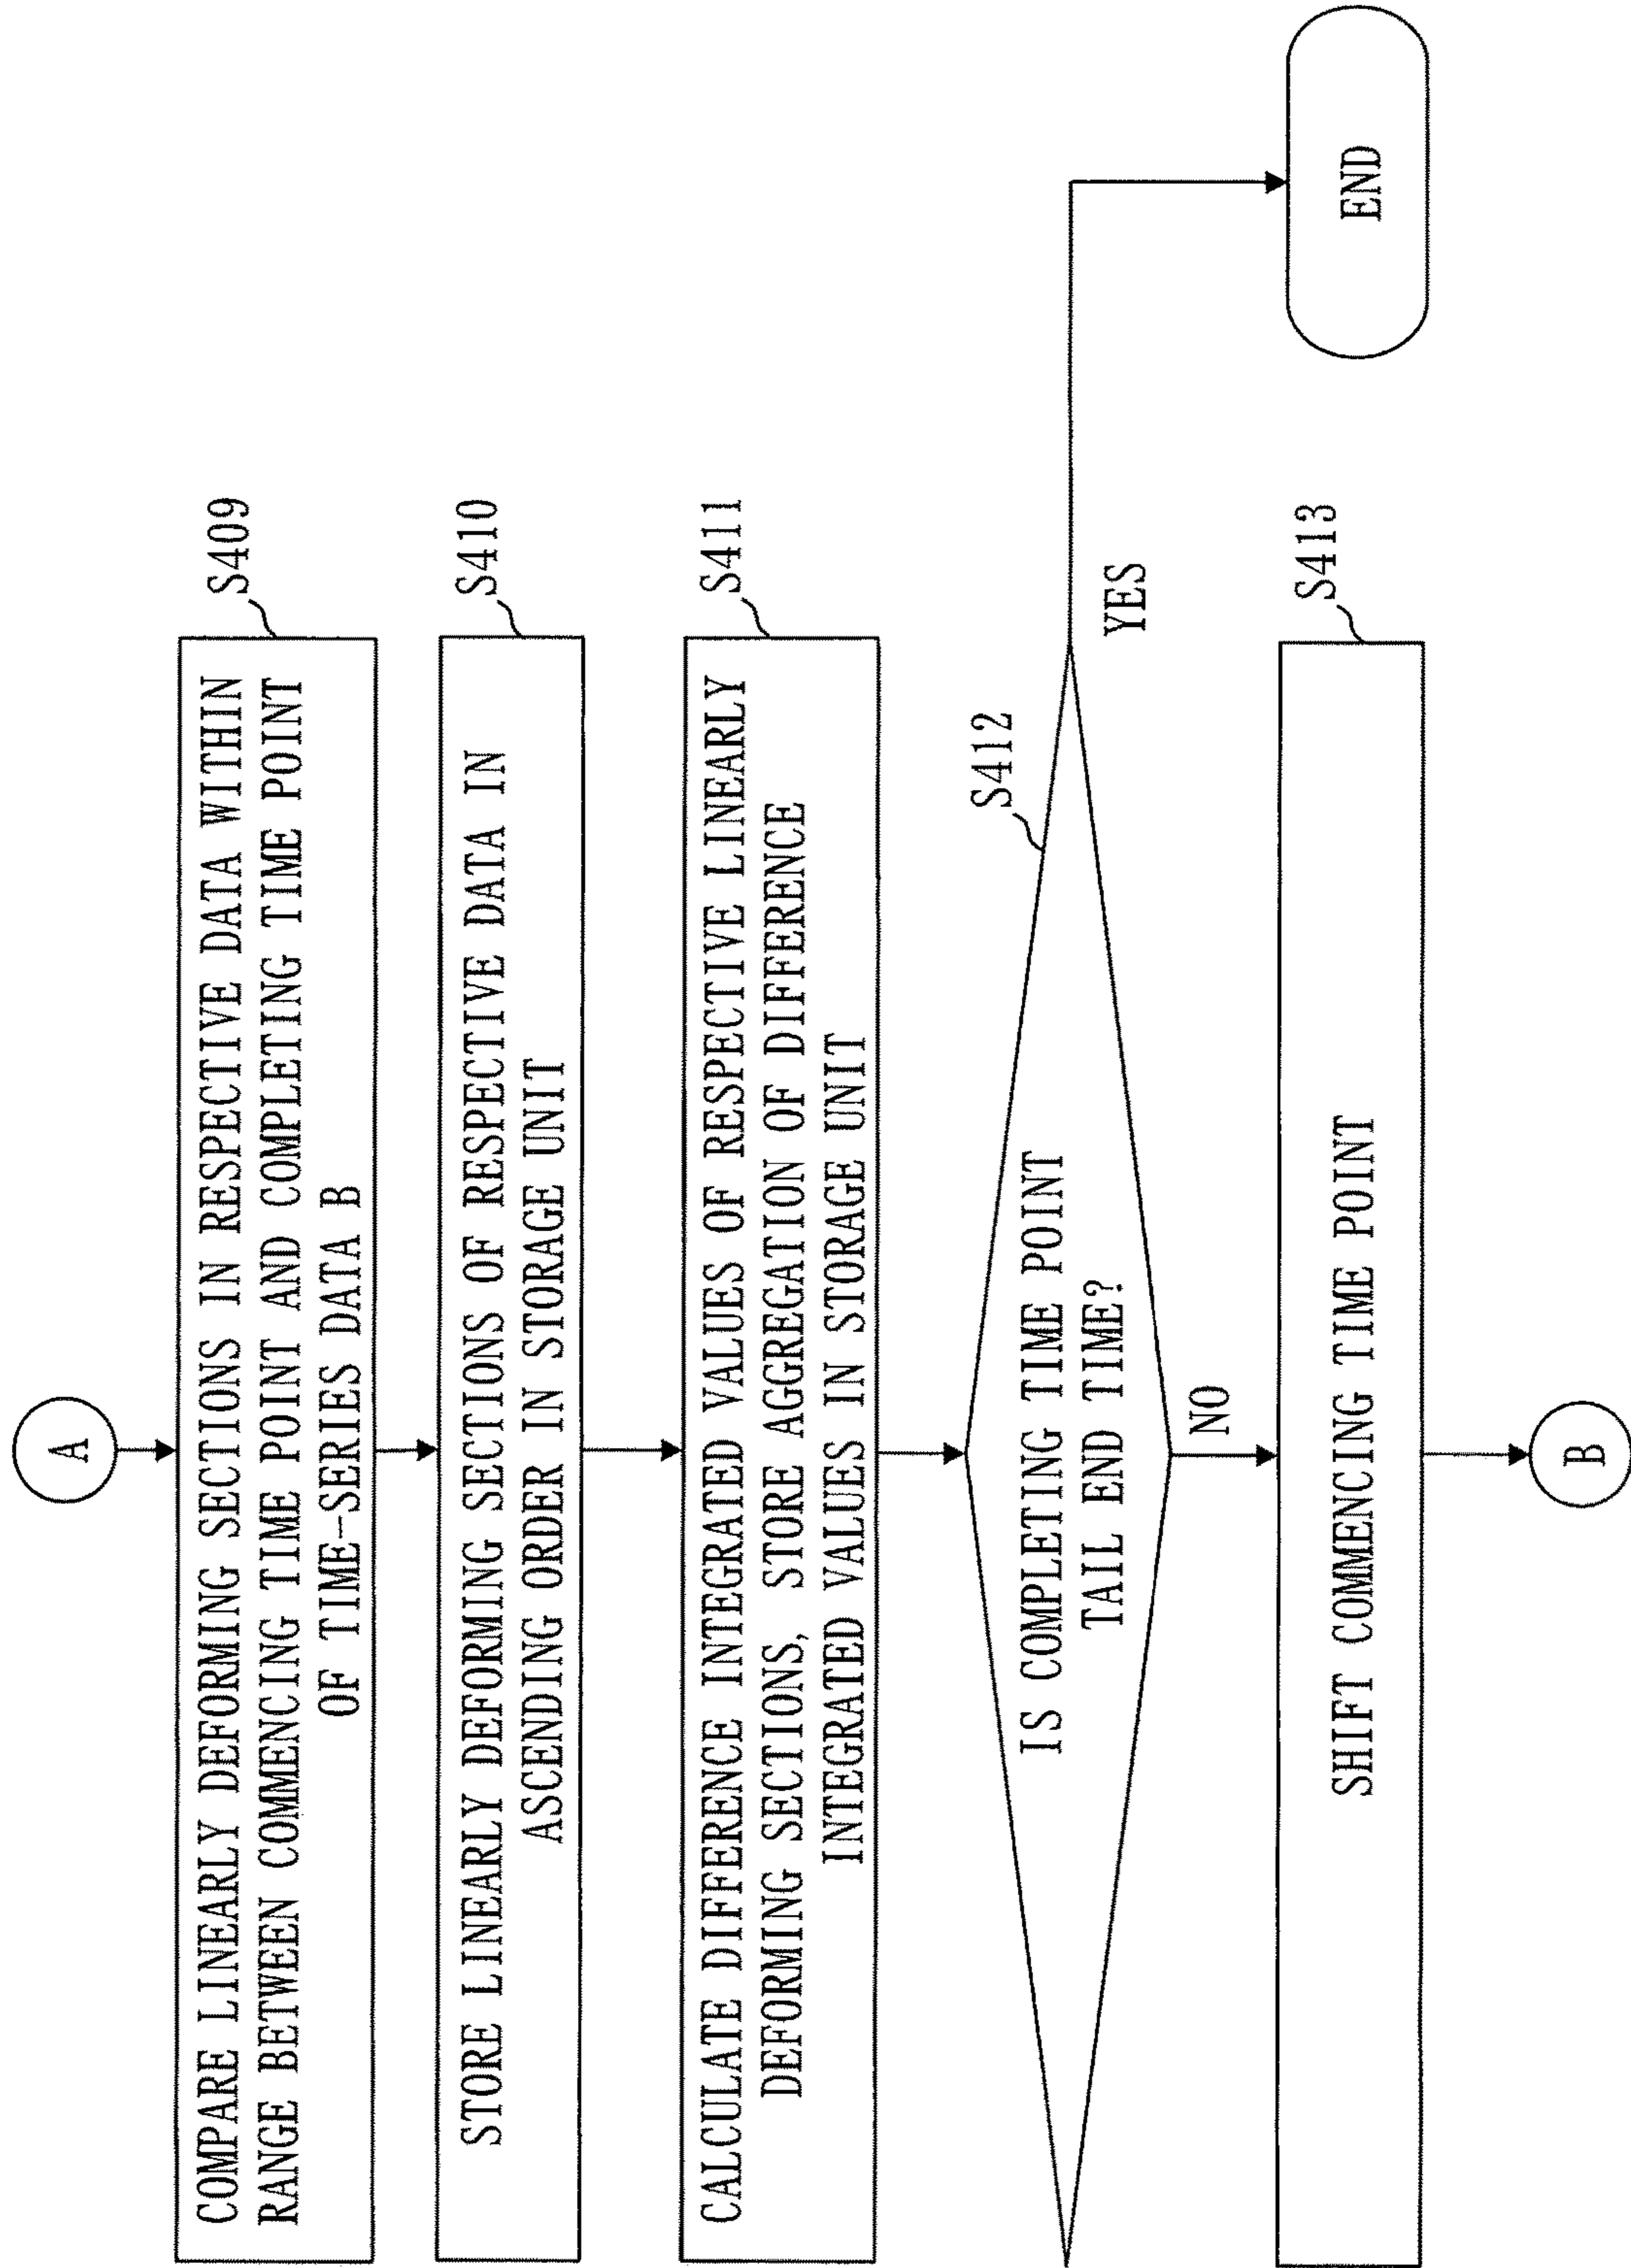 A
COMPARE LINEARLY DEFORMING SECTIONS IN RESPECTIVE DATA WITHIN
RANGE BETWEEN COMMENCING TIME POINT AND COMPLETING TIME POINT
OF TIME-SERIES DATA B
S409
STORE LINEARLY DEFORMING SECTIONS OF RESPECTIVE DATA IN
ASCENDING ORDER IN STORAGE UNIT
S410
CALCULATE DIFFERENCE INTEGRATED VALUES OF RESPECTIVE LINEARLY
DEFORMING SECTIONS, STORE AGGREGATION OF DIFFERENCE
INTEGRATED VALUES IN STORAGE UNIT
S411
IS COMPLETING TIME POINT
TAIL END TIME?
S412
YES
NO
SHIFT COMMENCING TIME POINT
S413
END
B